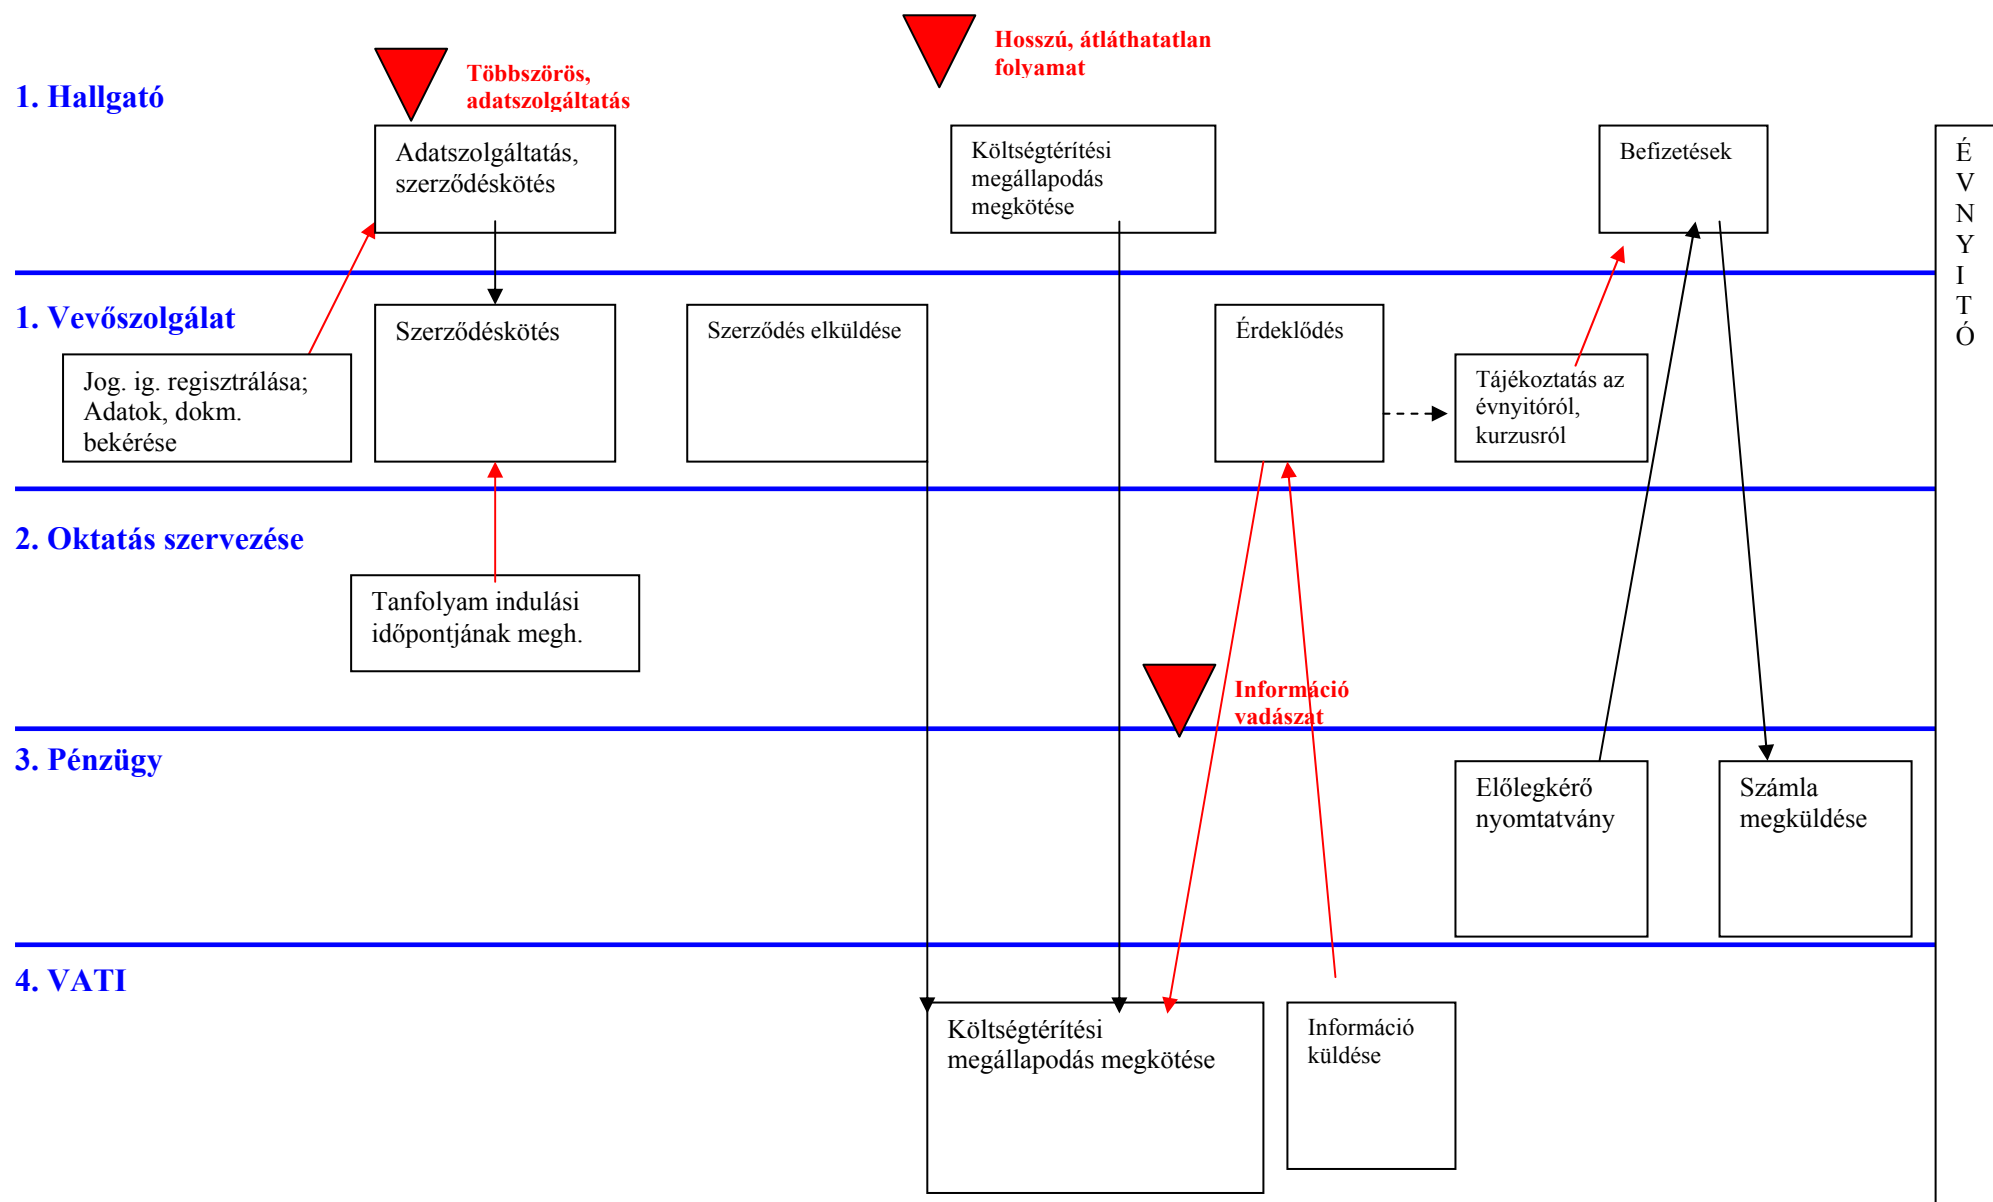 1. Hallgató
Többszörös,
adatszolgáltatás
Hosszú, átláthatatlan
folyamat
Adatszolgáltatás,
szerződéskötés
Költségtérítési
megállapodás
megkötése
Befizetések
É
V
N
Y
I
T
Ó
1. Vevőszolgálat
Jog. ig. regisztrálása;
Adatok, dokm.
bekérése
Szerződéskötés
Szerződés elküldése
Érdeklődés
Tájékoztatás az
évnyitóról,
kurzusról
2. Oktatás szervezése
Tanfolyam indulási
időpontjának megh.
Információ
vadászat
3. Pénzügy
Előlegkérő
nyomtatvány
Számla
megküldése
4. VATI
Költségtérítési
megállapodás megkötése
Információ
küldése